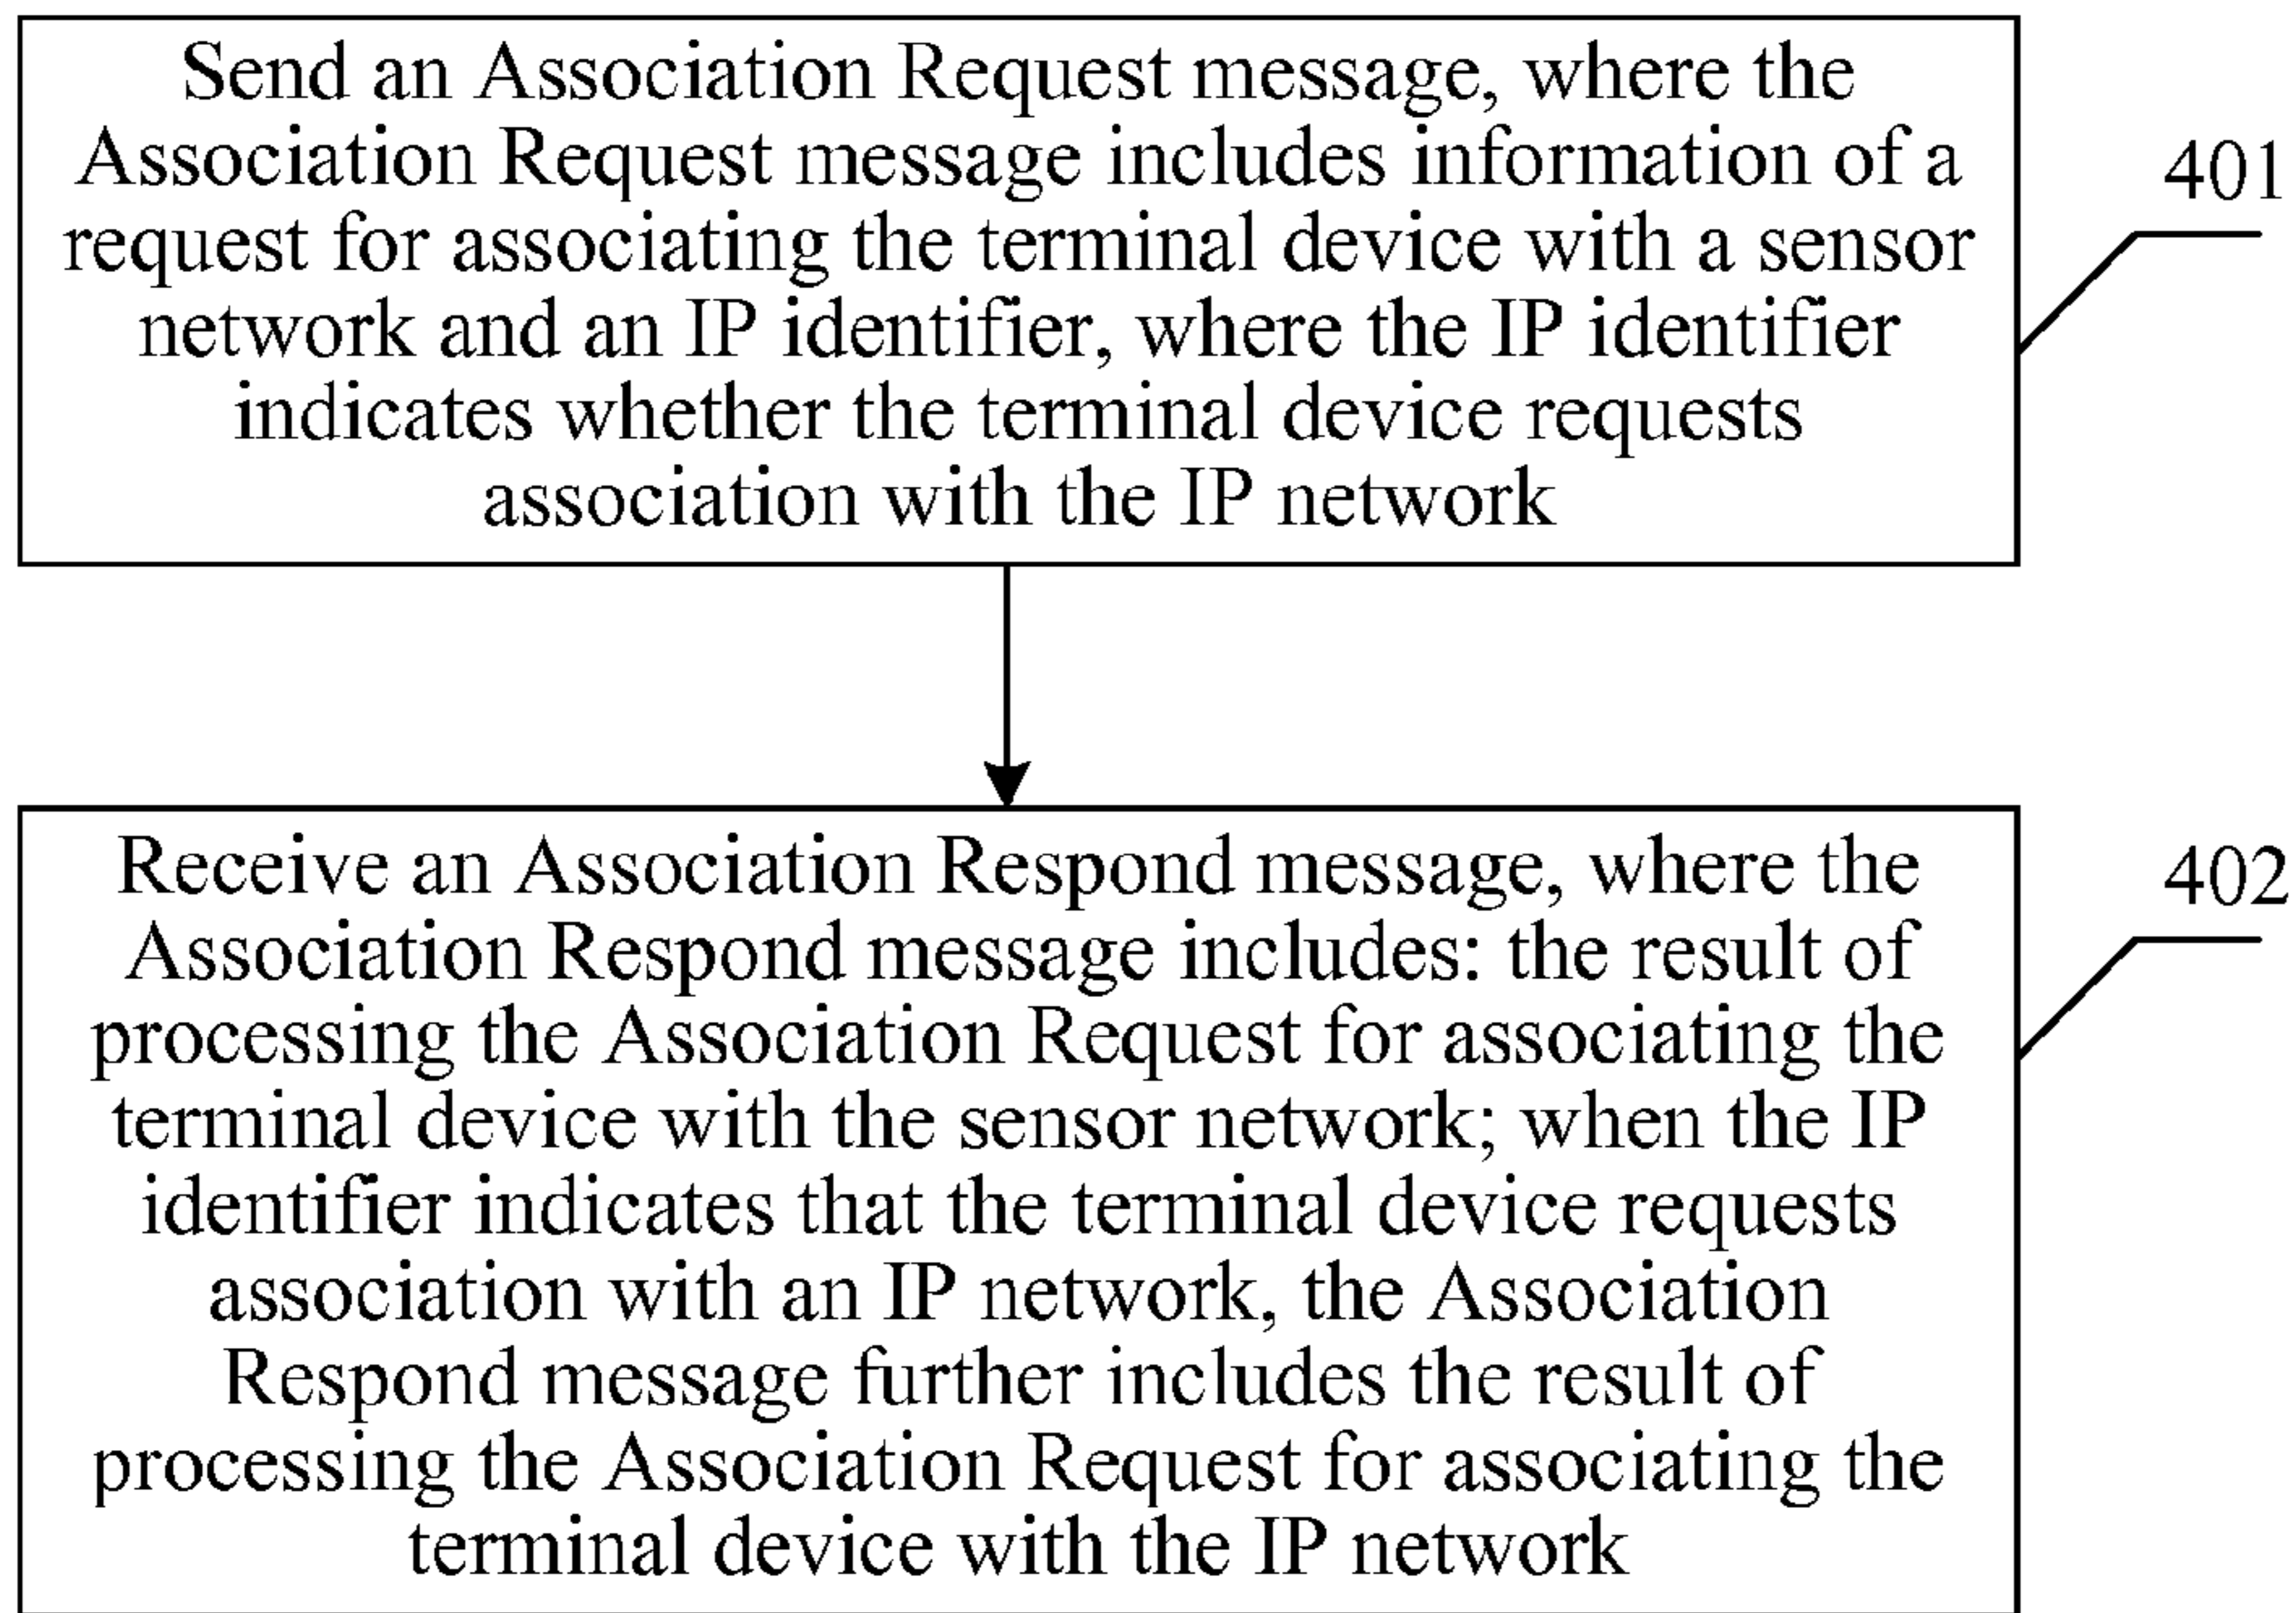 Send an Association Request message, where the
Association Request message includes information of a
request for associating the terminal device with a sensor
network and an IP identifier, where the IP identifier
indicates whether the terminal device requests
association with the IP network
401
Receive an Association Respond message, where the
Association Respond message includes: the result of
processing the Association Request for associating the
terminal device with the sensor network; when the IP
identifier indicates that the terminal device requests
association with an IP network, the Association
Respond message further includes the result of
processing the Association Request for associating the
terminal device with the IP network
402